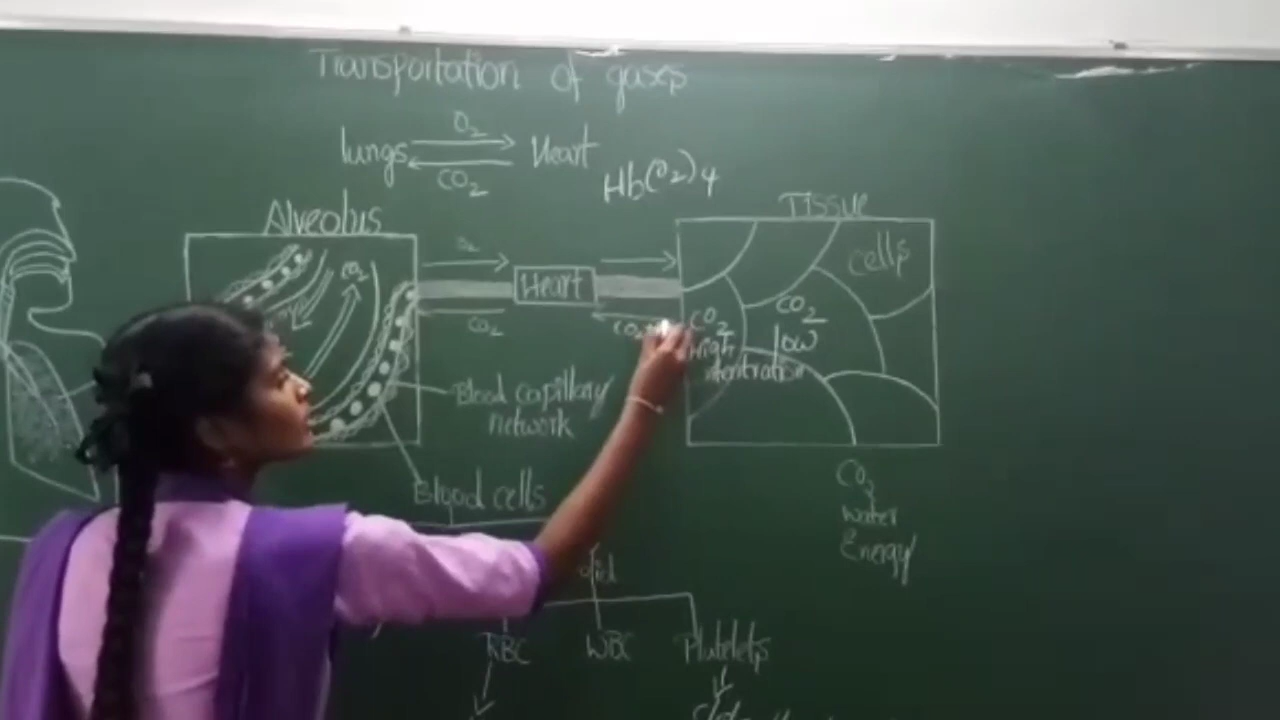 Transportation of gases
O2
lungs Heart
CO2
Hb(O2)4
Alveolus
Tissue
CO2
O2
Heart
cells
CO2
CO2
CO2
high
CO2
low
Blood capillary
network
Blood cells
CO2
water
Energy
RBC WBC Platelets